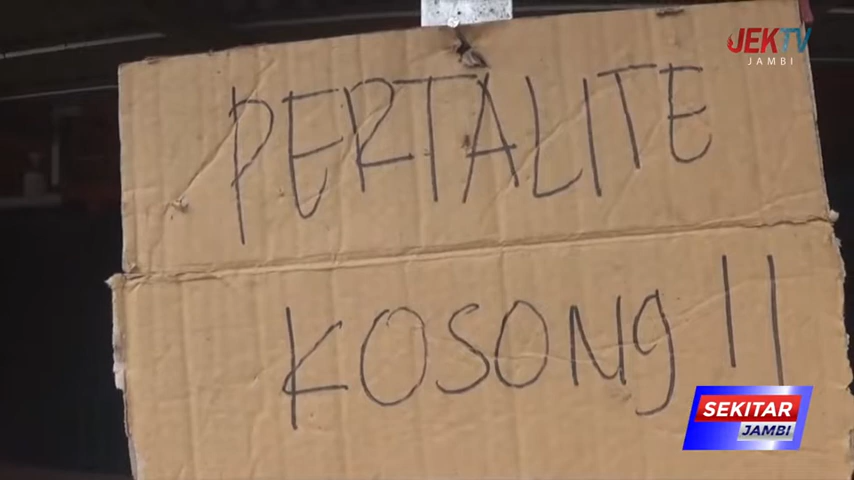 JEKTV
JAMBI
PERTALITE
KOSONG !!
SEKITAR
JAMBI